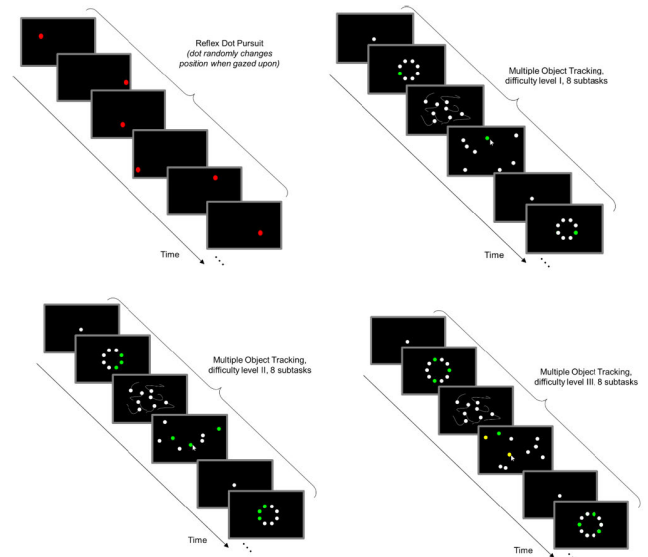 Reflex Dot Pursuit
(dot randomly changes
position when gazed upon)
Time
Multiple Object Tracking,
difficulty level I, 8 subtasks
Time
Multiple Object Tracking,
difficulty level II, 8 subtasks
Time
Multiple Object Tracking,
difficulty level III. 8 subtasks
Time